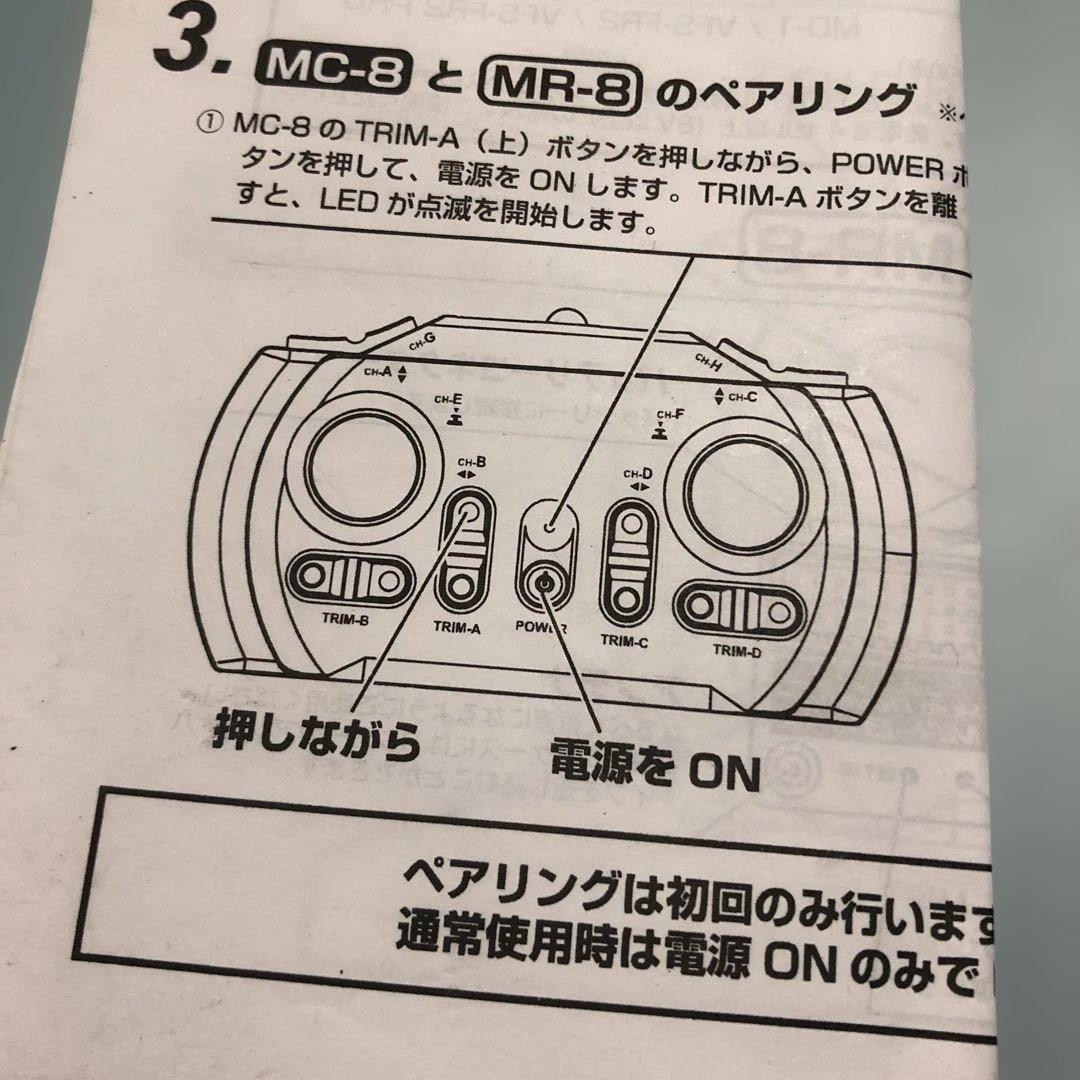 3. MC-8 と MR-8 のペアリング ※
① MC-8 の TRIM-A（上）ボタンを押しながら、POWER ボ
タンを押して、電源を ON します。TRIM-A ボタンを離
すと、LED が点滅を開始します。
CH-G
CH-H
CH-A
CH-C
CH-E
CH-F
CH-B
CH-D
TRIM-B
TRIM-A
POWER
TRIM-C
TRIM-D
押しながら
電源を ON
ペアリングは初回のみ行います
通常使用時は電源 ON のみで